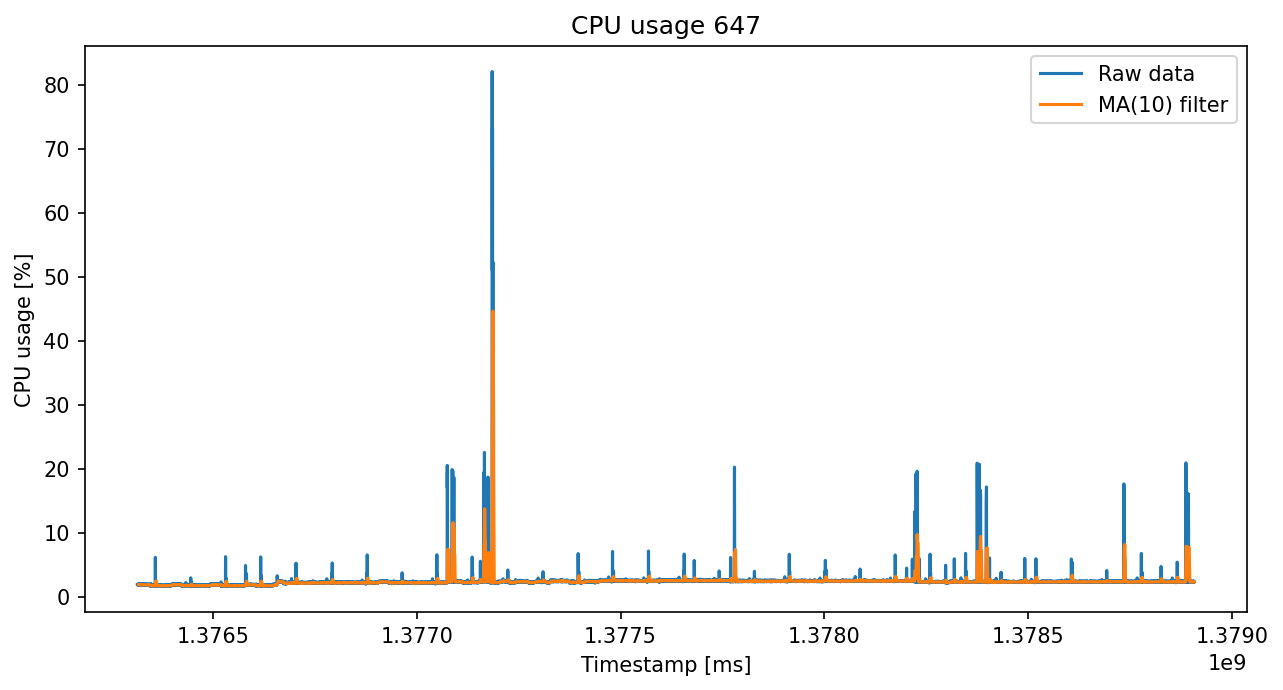 CPU usage 647
Raw data
MA(10) filter
CPU usage [%]
80
70
60
50
40
30
20
10
0
1.3765 1.3770 1.3775 1.3780 1.3785 1.3790
1e9
Timestamp [ms]